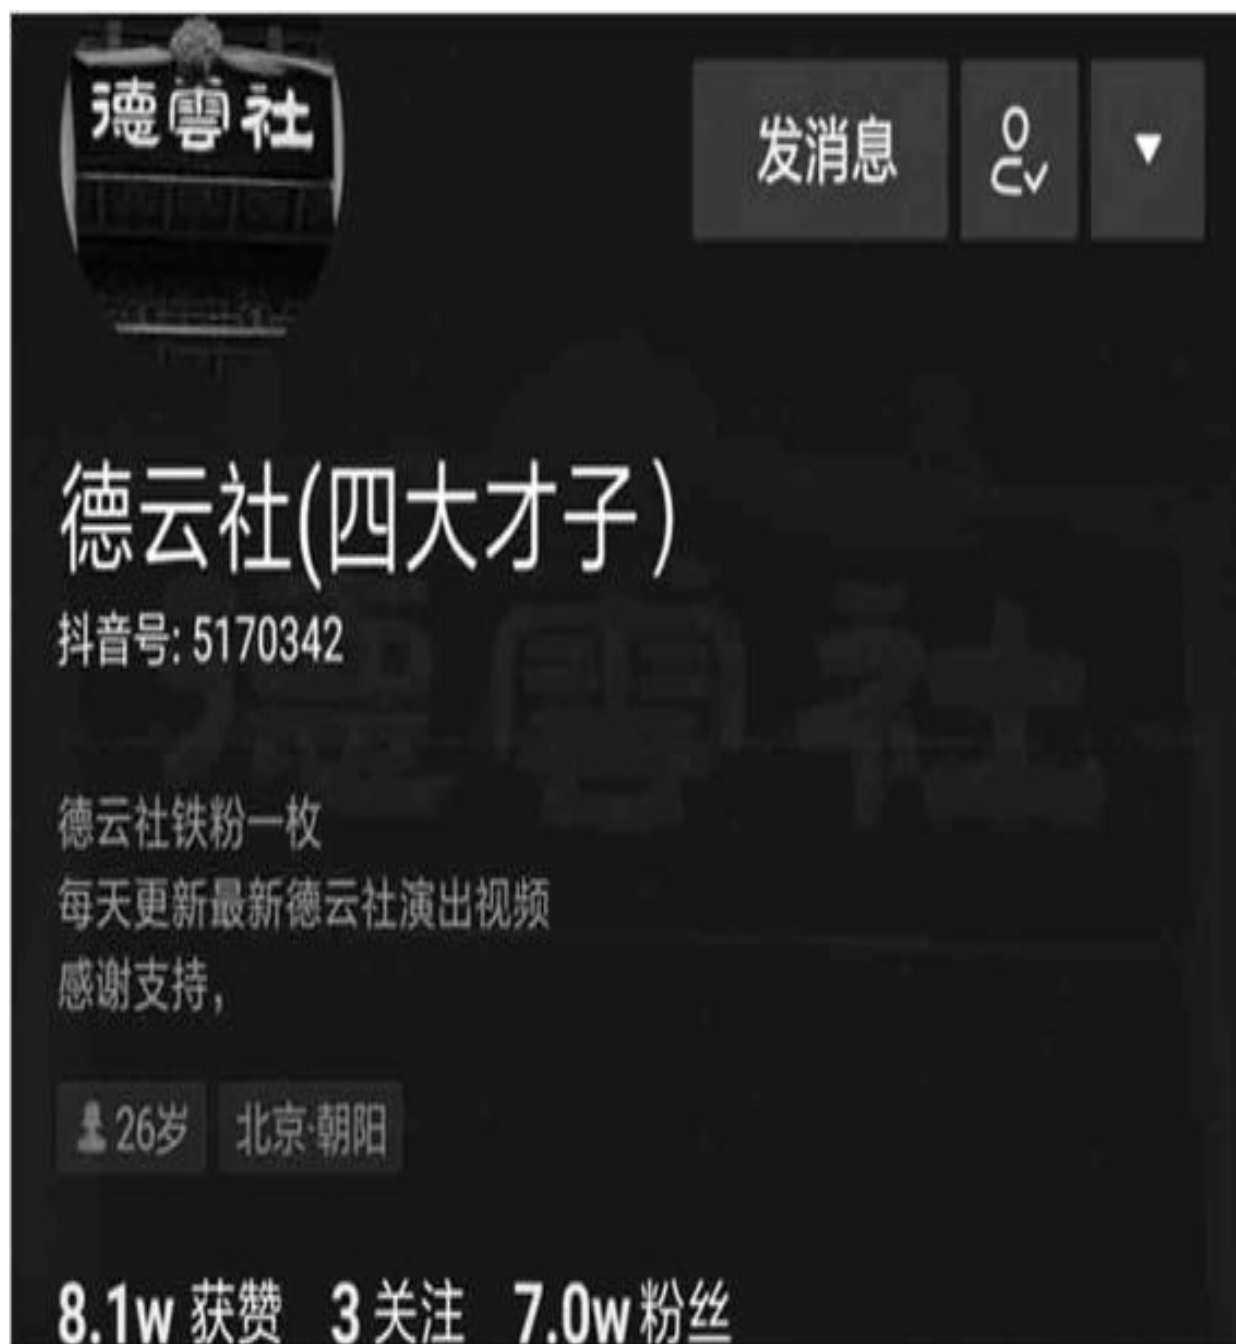 德雲社
发消息
德云社(四大才子)
抖音号: 5170342
德云社铁粉一枚
每天更新最新德云社演出视频
感谢支持，
26岁 北京·朝阳
8.1w 获赞 3 关注 7.0w 粉丝